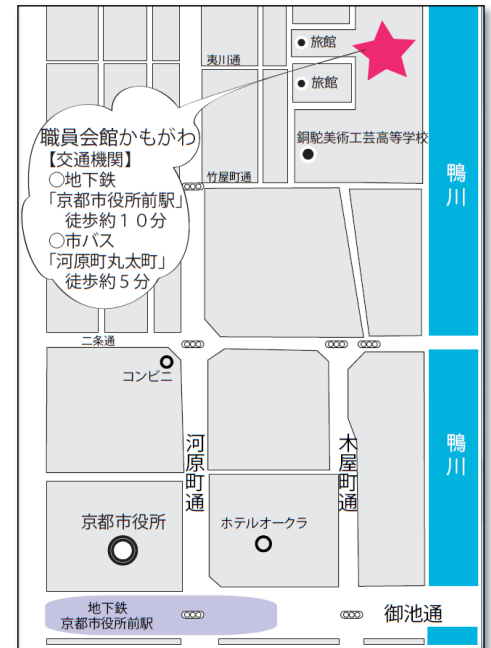 旅館
夷川通
旅館
銅駝美術工芸高等学校
職員会館かもがわ
【交通機関】
○地下鉄
「京都市役所前駅」
徒歩約１０分
○市バス
「河原町丸太町」
徒歩約５分
竹屋町通
鴨川
二条通
コンビニ
河原町通
木屋町通
鴨川
京都市役所
ホテルオークラ
地下鉄
京都市役所前駅
御池通